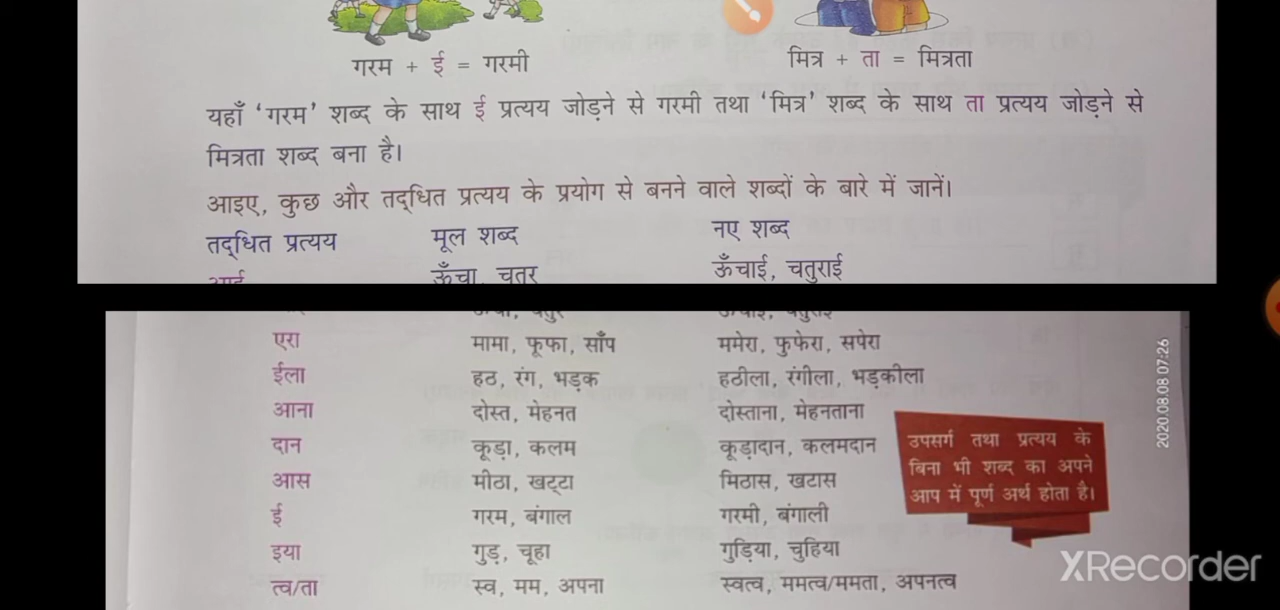 गरम + ई = गरमी
मित्र + ता = मित्रता
यहाँ ‘गरम’ शब्द के साथ ई प्रत्यय जोड़ने से गरमी तथा ‘मित्र’ शब्द के साथ ता प्रत्यय जोड़ने से
मित्रता शब्द बना है।
आइए, कुछ और तद्‌धित प्रत्यय के प्रयोग से बनने वाले शब्दों के बारे में जानें।
तद्‌धित प्रत्यय मूल शब्द नए शब्द
आई ऊँचा, चतुर ऊँचाई, चतुराई
ऊँचा, चतुर ऊँचाई, चतुराई
एरा मामा, फूफा, साँप ममेरा, फुफेरा, सपेरा
ईला हठ, रंग, भड़क हठीला, रंगीला, भड़कीला
आना दोस्त, मेहनत दोस्ताना, मेहनताना
दान कूड़ा, कलम कूड़ादान, कलमदान
आस मीठा, खट्‌टा मिठास, खटास
ई गरम, बंगाल गरमी, बंगाली
इया गुड़, चूहा गुड़िया, चुहिया
त्व/ता स्व, मम, अपना स्वत्व, ममत्व/ममता, अपनत्व
उपसर्ग तथा प्रत्यय के
बिना भी शब्द का अपने
आप में पूर्ण अर्थ होता है।
2020.08.08 07:26
XRecorder